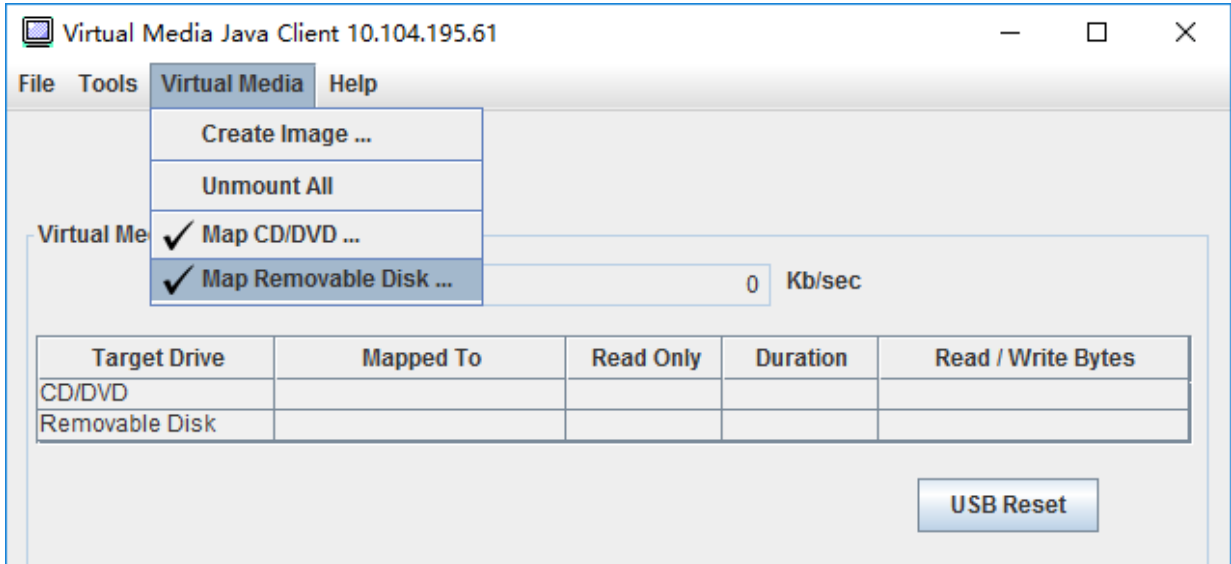 Virtual Media Java Client 10.104.195.61
File Tools Virtual Media Help
Create Image ...
Unmount All
Map CD/DVD ...
Map Removable Disk ...
Virtual Me
0 Kb/sec
Target Drive Mapped To Read Only Duration Read / Write Bytes
CD/DVD
Removable Disk
USB Reset